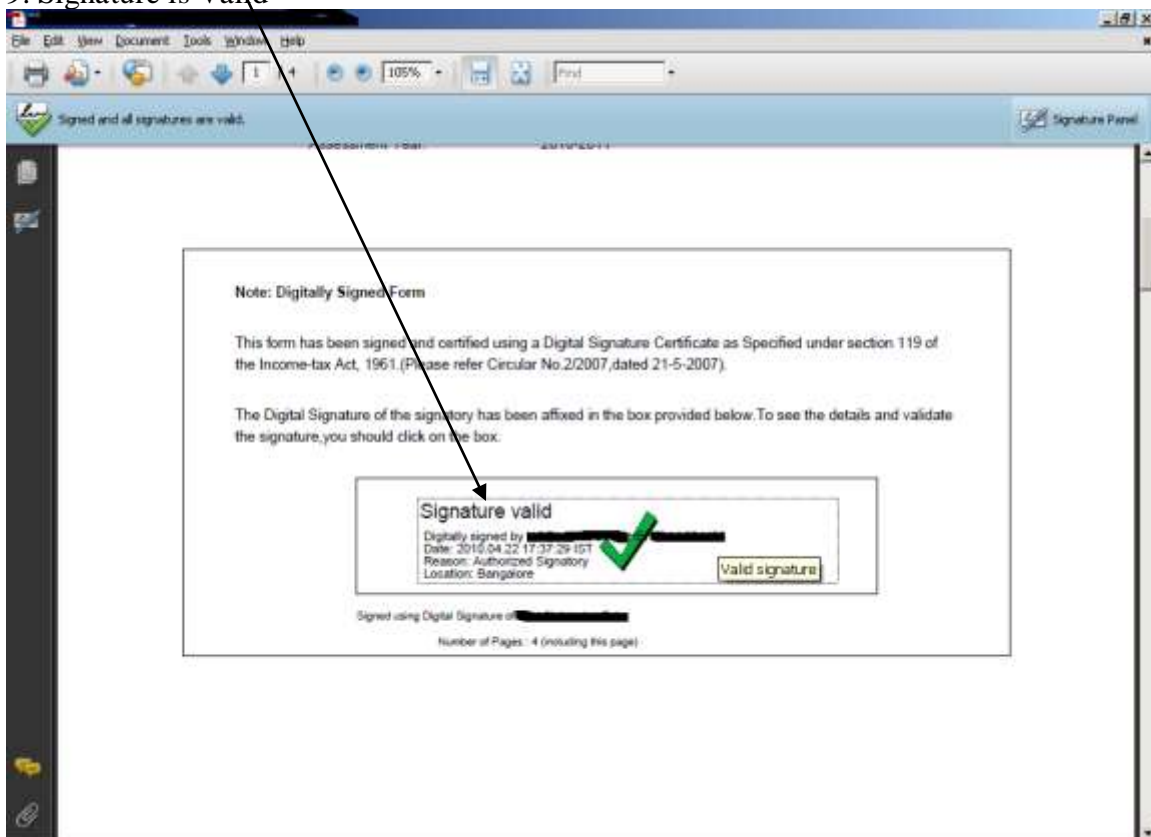 9. Signature is Valid
File Edit View Document Tools Window Help
1 / 4 105% Find
Signed and all signatures are valid.
Signature Panel
Assessment Year: 2010-2011
Note: Digitally Signed Form
This form has been signed and certified using a Digital Signature Certificate as Specified under section 119 of
the Income-tax Act, 1961.(Please refer Circular No.2/2007,dated 21-5-2007).
The Digital Signature of the signatory has been affixed in the box provided below.To see the details and validate
the signature,you should click on the box.
Signature valid
Digitally signed by
Date: 2010.04.22 17:37:29 IST
Reason: Authorized Signatory
Location: Bangalore
Valid signature
Signed using Digital Signature of
Number of Pages : 4 (including this page)